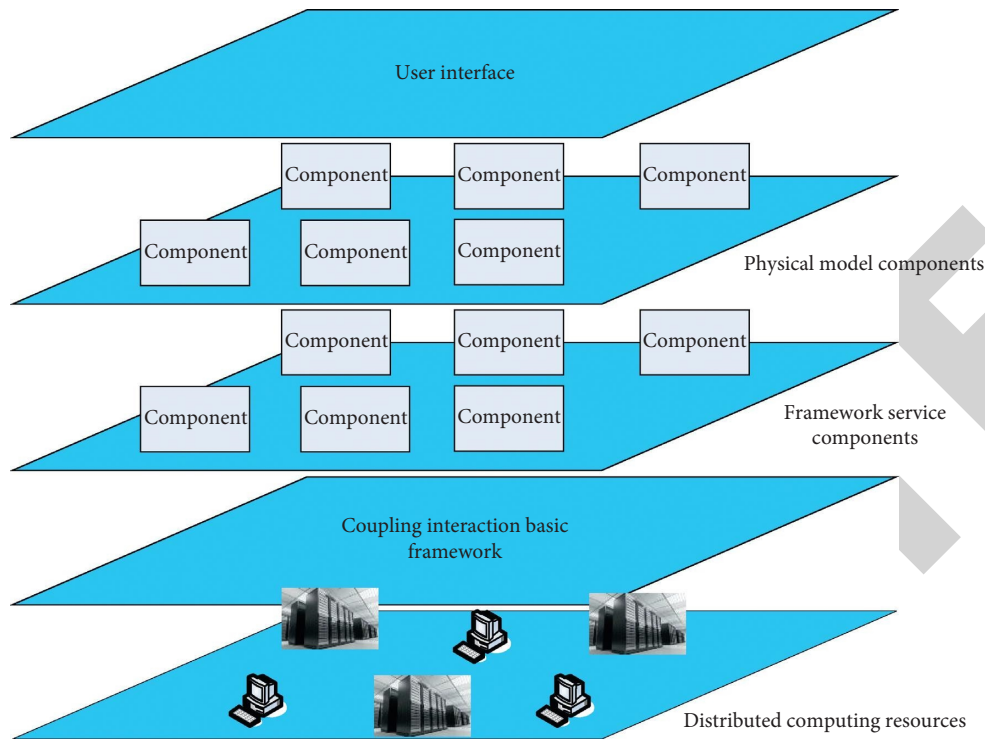 User interface
Component
Component
Component
Component
Component
Component
Physical model components
Component
Component
Component
Component
Component
Component
Framework service
components
Coupling interaction basic
framework
Distributed computing resources